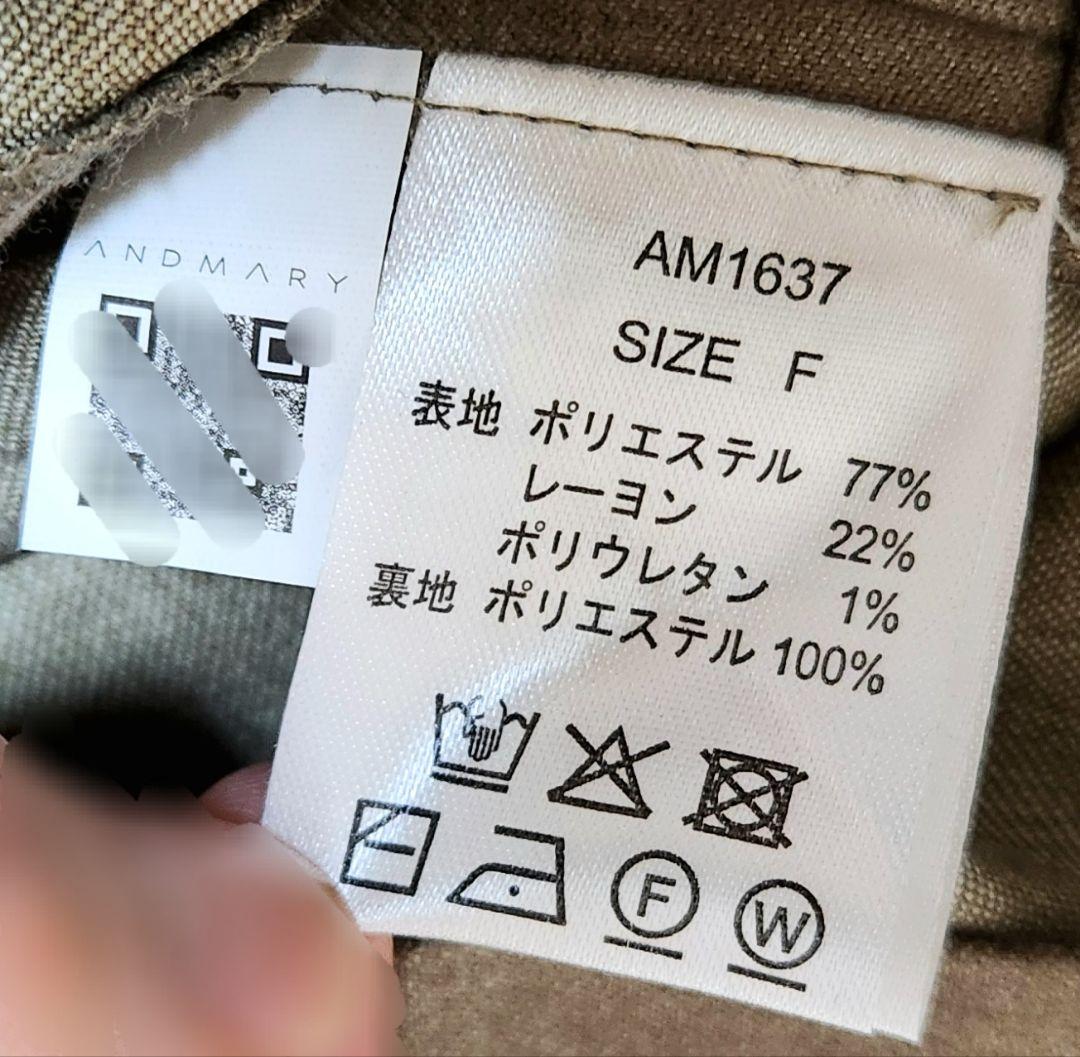 ANDMARY
AM1637
SIZE F
表地 ポリエステル 77%
レーヨン 22%
ポリウレタン 1%
裏地 ポリエステル 100%
F
W